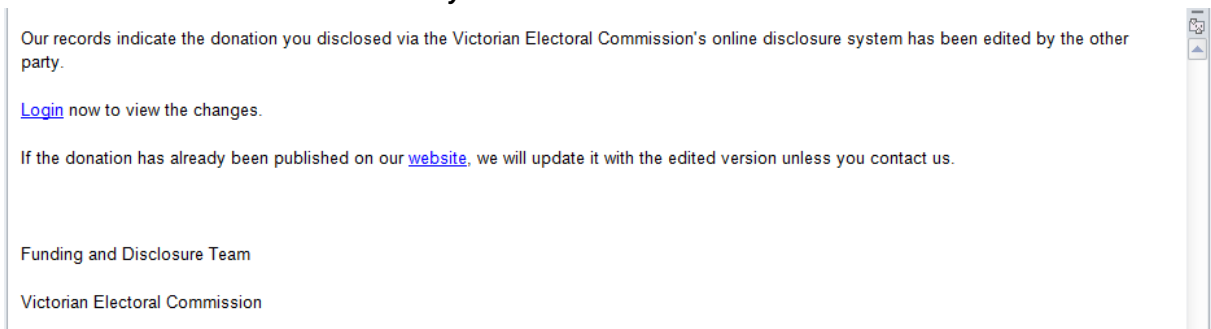 Our records indicate the donation you disclosed via the Victorian Electoral Commission's online disclosure system has been edited by the other
party.
Login now to view the changes.
If the donation has already been published on our website, we will update it with the edited version unless you contact us.
Funding and Disclosure Team
Victorian Electoral Commission